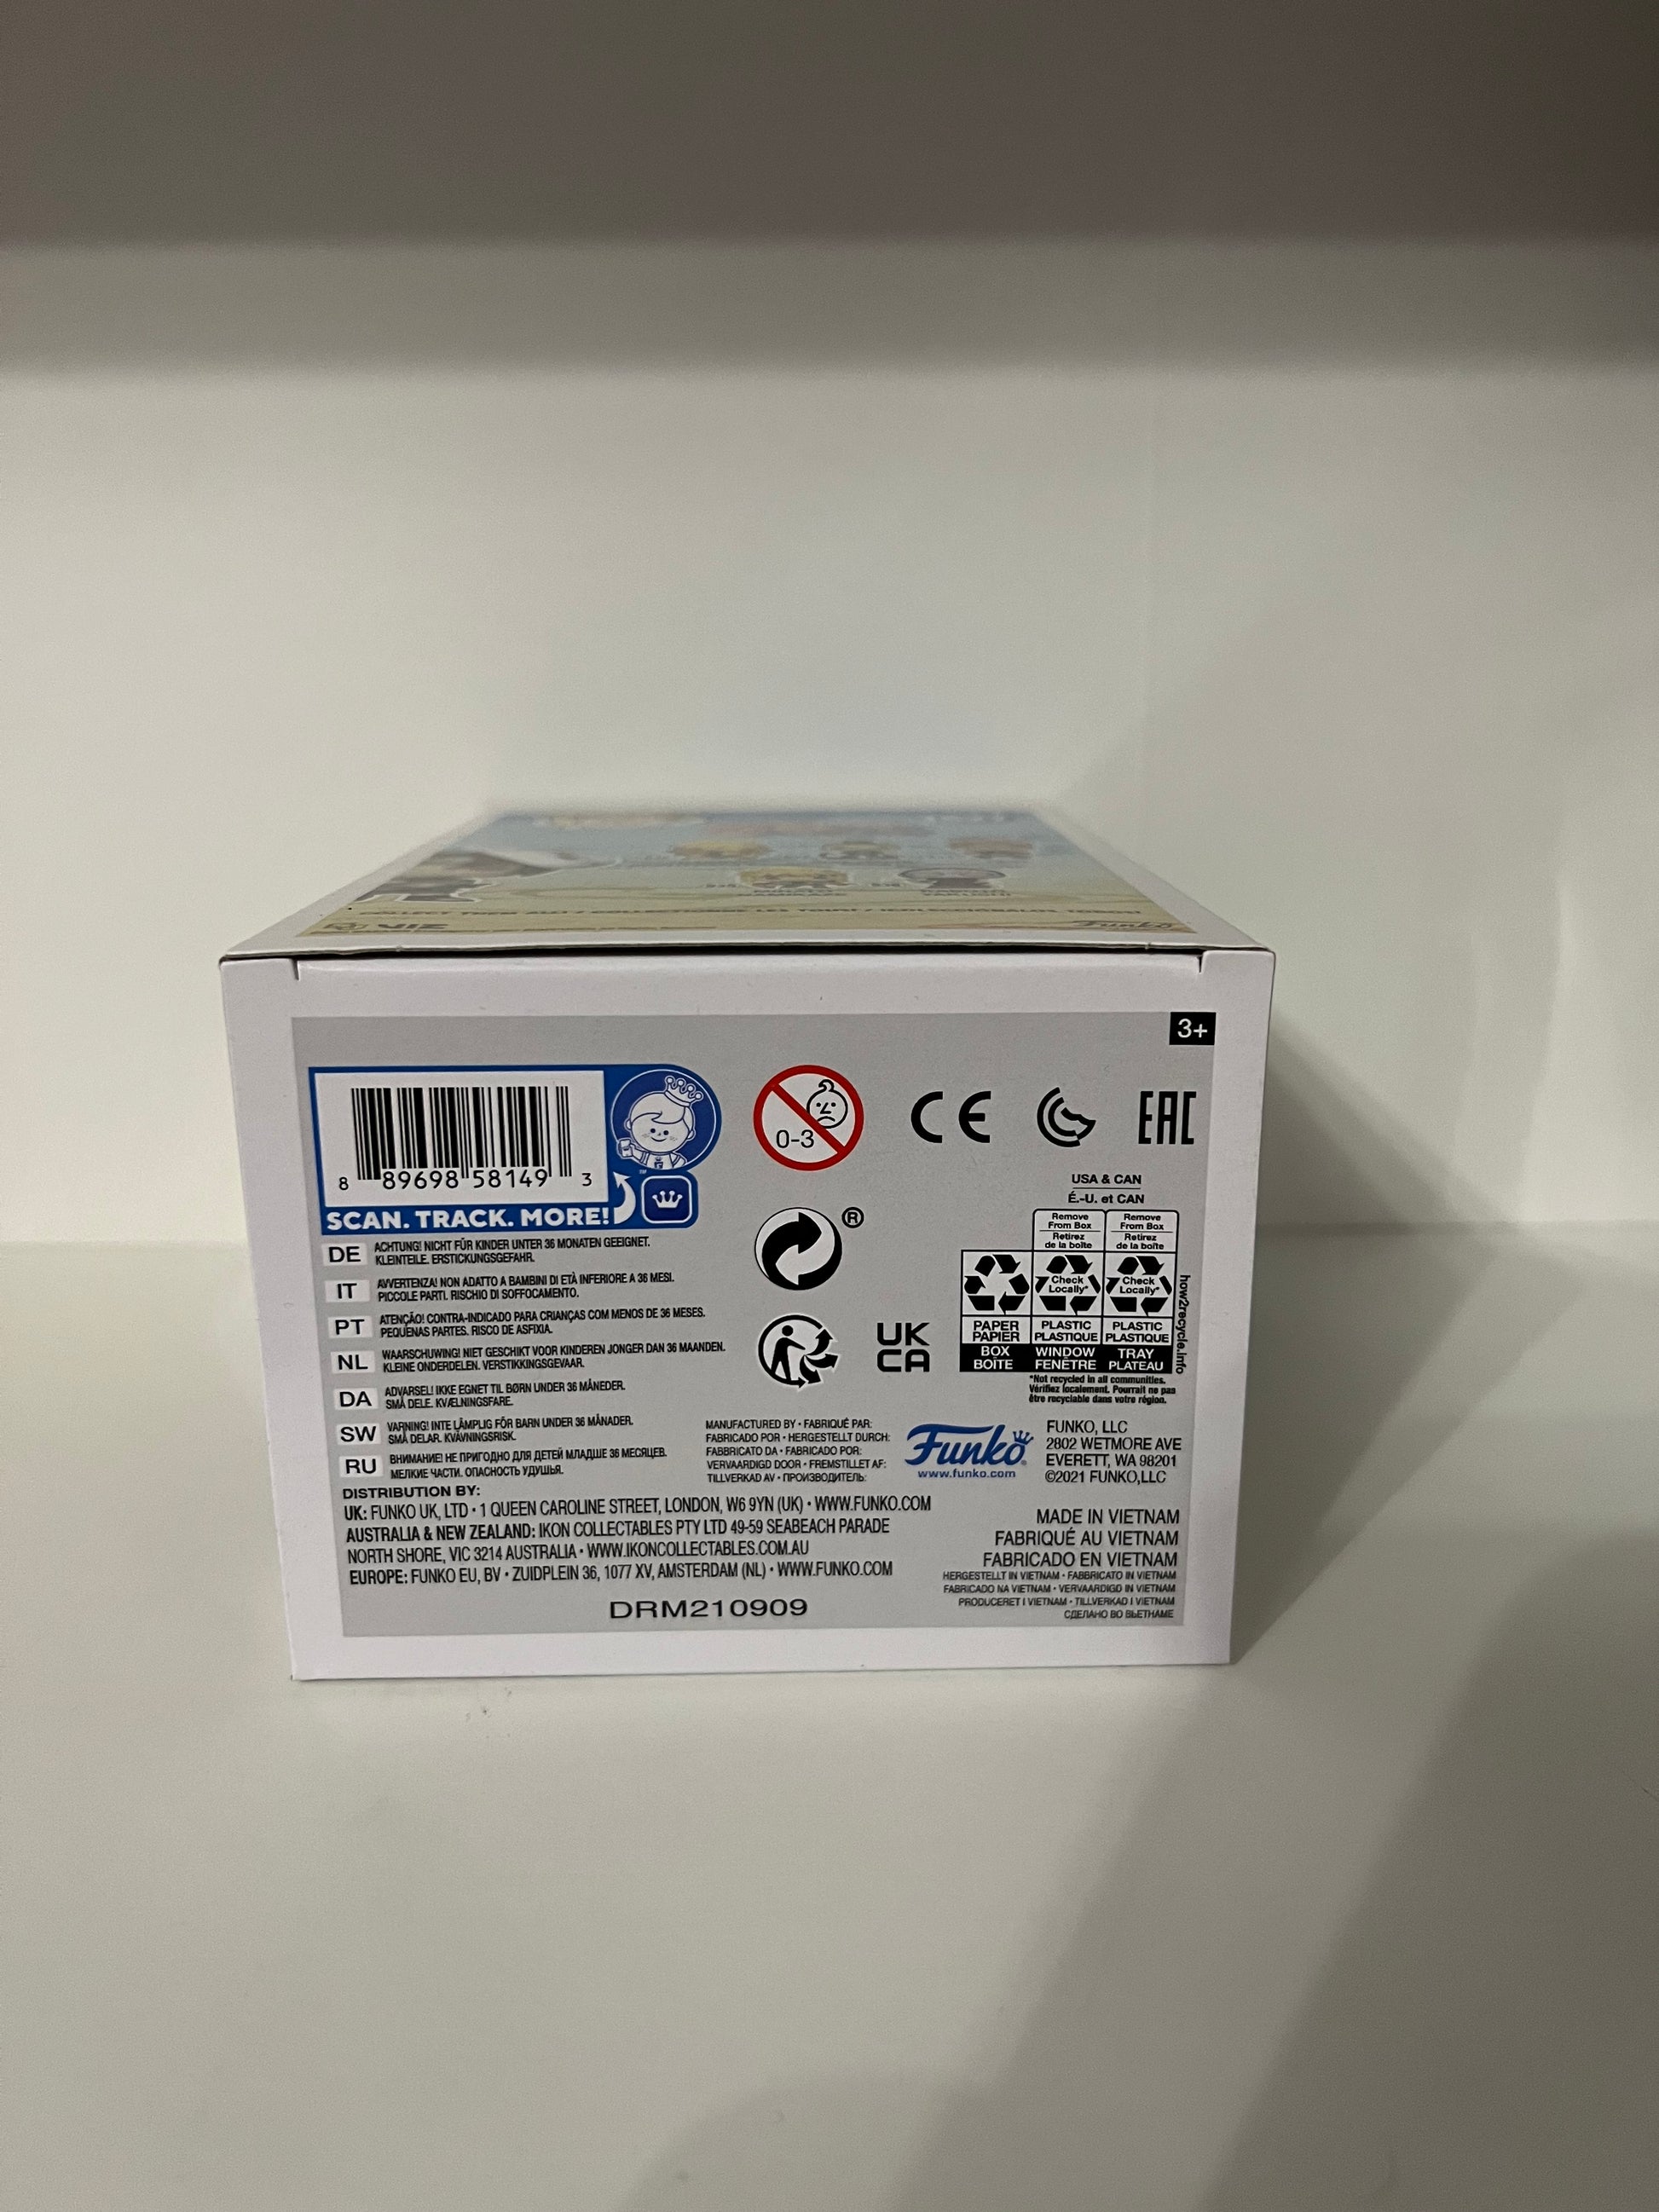 COLLECT THEM ALL!
VIZ
Funko
3+
8 89698 58149 3
SCAN. TRACK. MORE!
0-3
CE
EAC
USA & CAN
É.-U. et CAN
Remove From Box
Retirez de la boîte
Remove From Box
Retirez de la boîte
Check Locally*
Check Locally*
PAPER PAPIER
PLASTIC PLASTIQUE
PLASTIC PLASTIQUE
BOX BOÎTE
WINDOW FENÊTRE
TRAY PLATEAU
how2recycle.info
*Not recycled in all communities.
Vérifiez localement. Pourrait ne pas
être recyclable dans votre région.
®
UK
CA
DE ACHTUNG! NICHT FÜR KINDER UNTER 36 MONATEN GEEIGNET.
KLEINTEILE. ERSTICKUNGSGEFAHR.
IT AVVERTENZA! NON ADATTO A BAMBINI DI ETÀ INFERIORE A 36 MESI.
PICCOLE PARTI. RISCHIO DI SOFFOCAMENTO.
PT ATENÇÃO! CONTRA-INDICADO PARA CRIANÇAS COM MENOS DE 36 MESES.
PEQUENAS PARTES. RISCO DE ASFIXIA.
NL WAARSCHUWING! NIET GESCHIKT VOOR KINDEREN JONGER DAN 36 MAANDEN.
KLEINE ONDERDELEN. VERSTIKKINGSGEVAAR.
DA ADVARSEL! IKKE EGNET TIL BØRN UNDER 36 MÅNEDER.
SMÅ DELE. KVÆLNINGSFARE.
SW VARNING! INTE LÄMPLIG FÖR BARN UNDER 36 MÅNADER.
SMÅ DELAR. KVÄVNINGSRISK.
RU ВНИМАНИЕ! НЕ ПРИГОДНО ДЛЯ ДЕТЕЙ МЛАДШЕ 36 МЕСЯЦЕВ.
МЕЛКИЕ ЧАСТИ. ОПАСНОСТЬ УДУШЬЯ.
MANUFACTURED BY • FABRIQUÉ PAR:
FABRICADO POR • HERGESTELLT DURCH:
FABBRICATO DA • FABRICADO POR:
VERVAARDIGD DOOR • FREMSTILLET AF:
TILLVERKAD AV • ПРОИЗВОДИТЕЛЬ:
Funko
www.funko.com
FUNKO, LLC
2802 WETMORE AVE
EVERETT, WA 98201
©2021 FUNKO,LLC
DISTRIBUTION BY:
UK: FUNKO UK, LTD • 1 QUEEN CAROLINE STREET, LONDON, W6 9YN (UK) • WWW.FUNKO.COM
AUSTRALIA & NEW ZEALAND: IKON COLLECTABLES PTY LTD 49-59 SEABEACH PARADE
NORTH SHORE, VIC 3214 AUSTRALIA • WWW.IKONCOLLECTABLES.COM.AU
EUROPE: FUNKO EU, BV • ZUIDPLEIN 36, 1077 XV, AMSTERDAM (NL) • WWW.FUNKO.COM
DRM210909
MADE IN VIETNAM
FABRIQUÉ AU VIETNAM
FABRICADO EN VIETNAM
HERGESTELLT IN VIETNAM • FABBRICATO IN VIETNAM
FABRICADO NA VIETNAM • VERVAARDIGD IN VIETNAM
PRODUCERET I VIETNAM • TILLVERKAD I VIETNAM
СДЕЛАНО ВО ВЬЕТНАМЕ